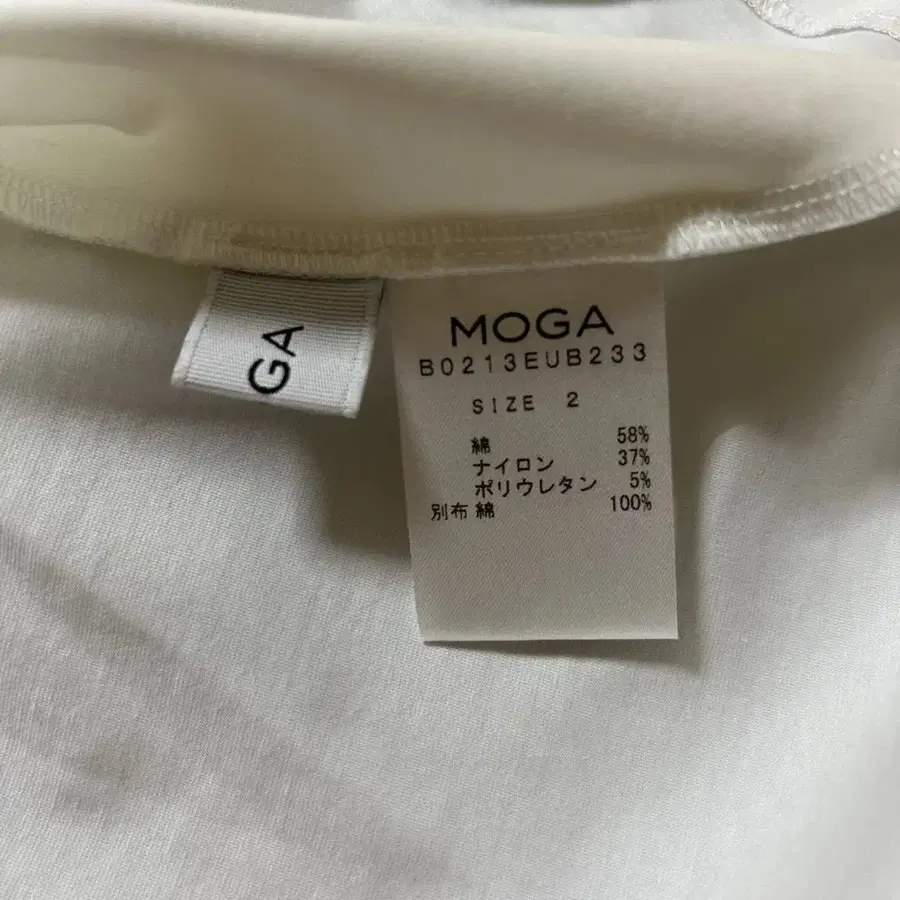 GA
MOGA
B0213EUB233
SIZE 2
綿 58%
ナイロン 37%
ポリウレタン 5%
別布 綿 100%